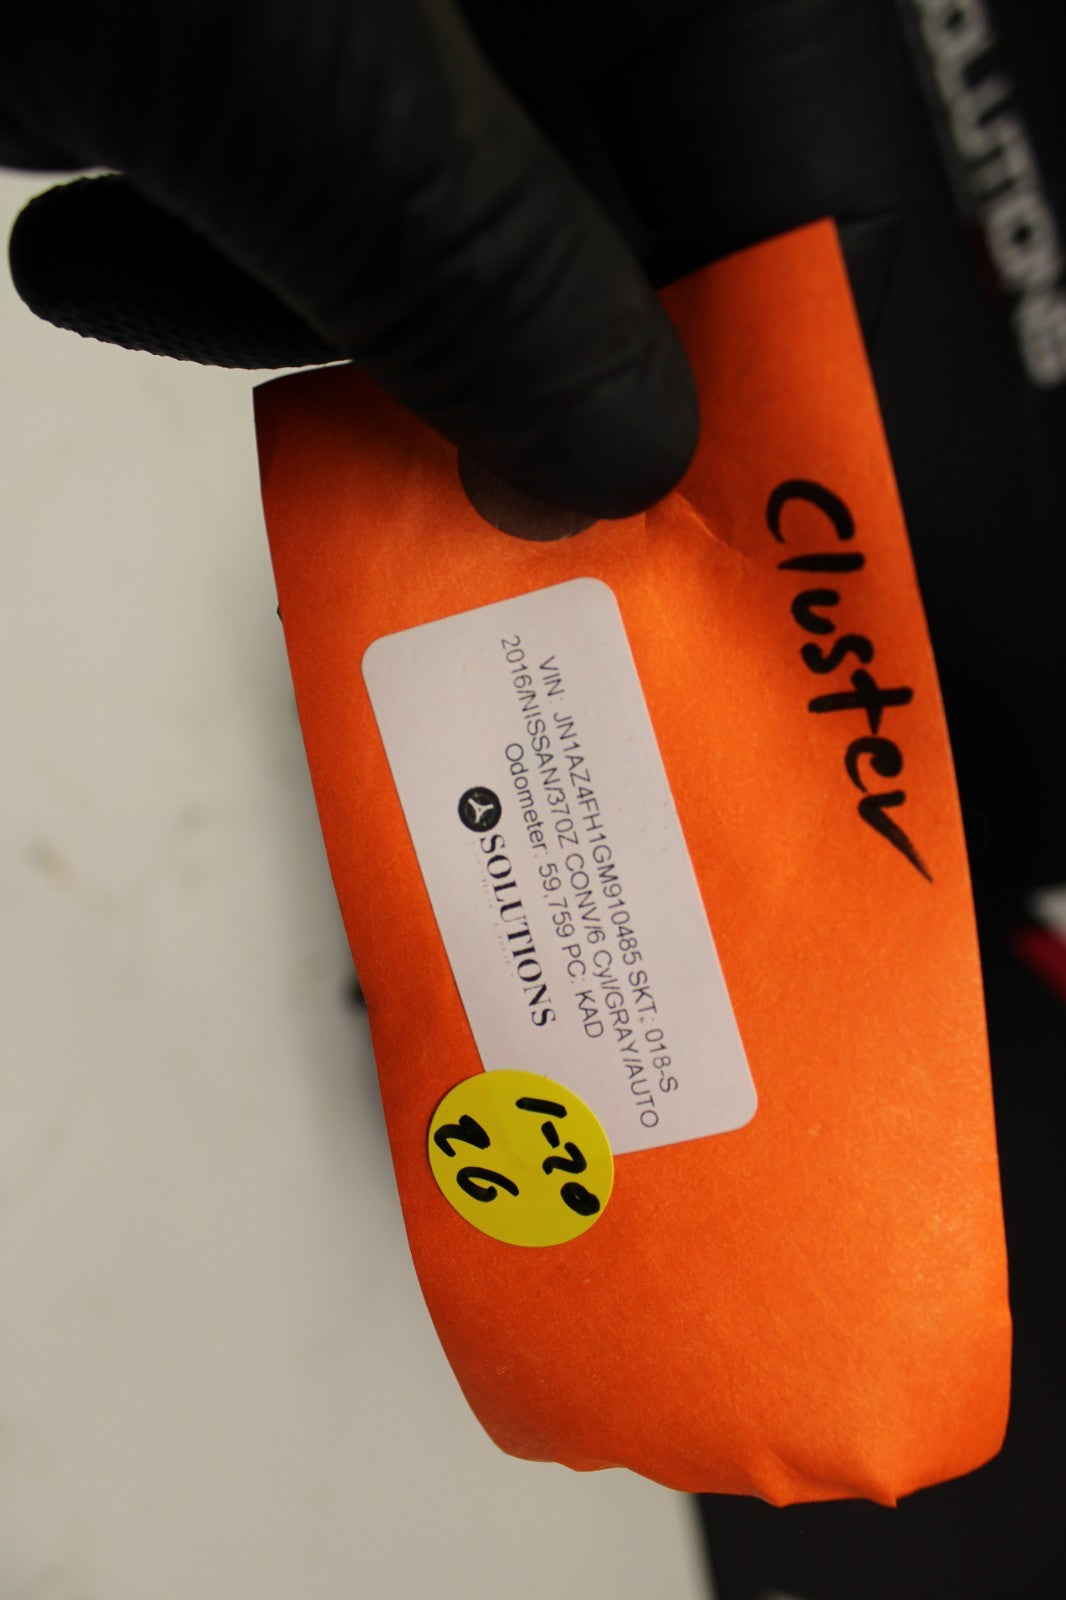 SOLUTIONS
Cluster
VIN: JN1AZ4FH1GM910485 SKT: 018-S
2016/NISSAN/370Z CONV/6 Cyl/GRAY/AUTO
Odometer: 59,759 PC: KAD
SOLUTIONS
1-20
26